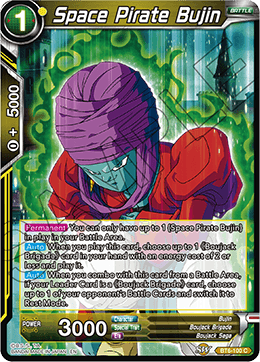 1
Space Pirate Bujin
BATTLE
0 + 5000
Permanent You can only have up to 1 {Space Pirate Bujin}
in play in your Battle Area.
Auto When you play this card, choose up to 1 《Boujack
Brigade》 card in your hand with an energy cost of 2 or less
and play it.
Auto When you combo with this card from a Battle Area,
if your Leader Card is a 《Boujack Brigade》 card, choose
up to 1 of your opponent's Battle Cards and switch it to
Rest Mode.
POWER
3000
Character
Bujin
Special Trait
Boujack Brigade
Era
Boujack Saga
BT6-100 C